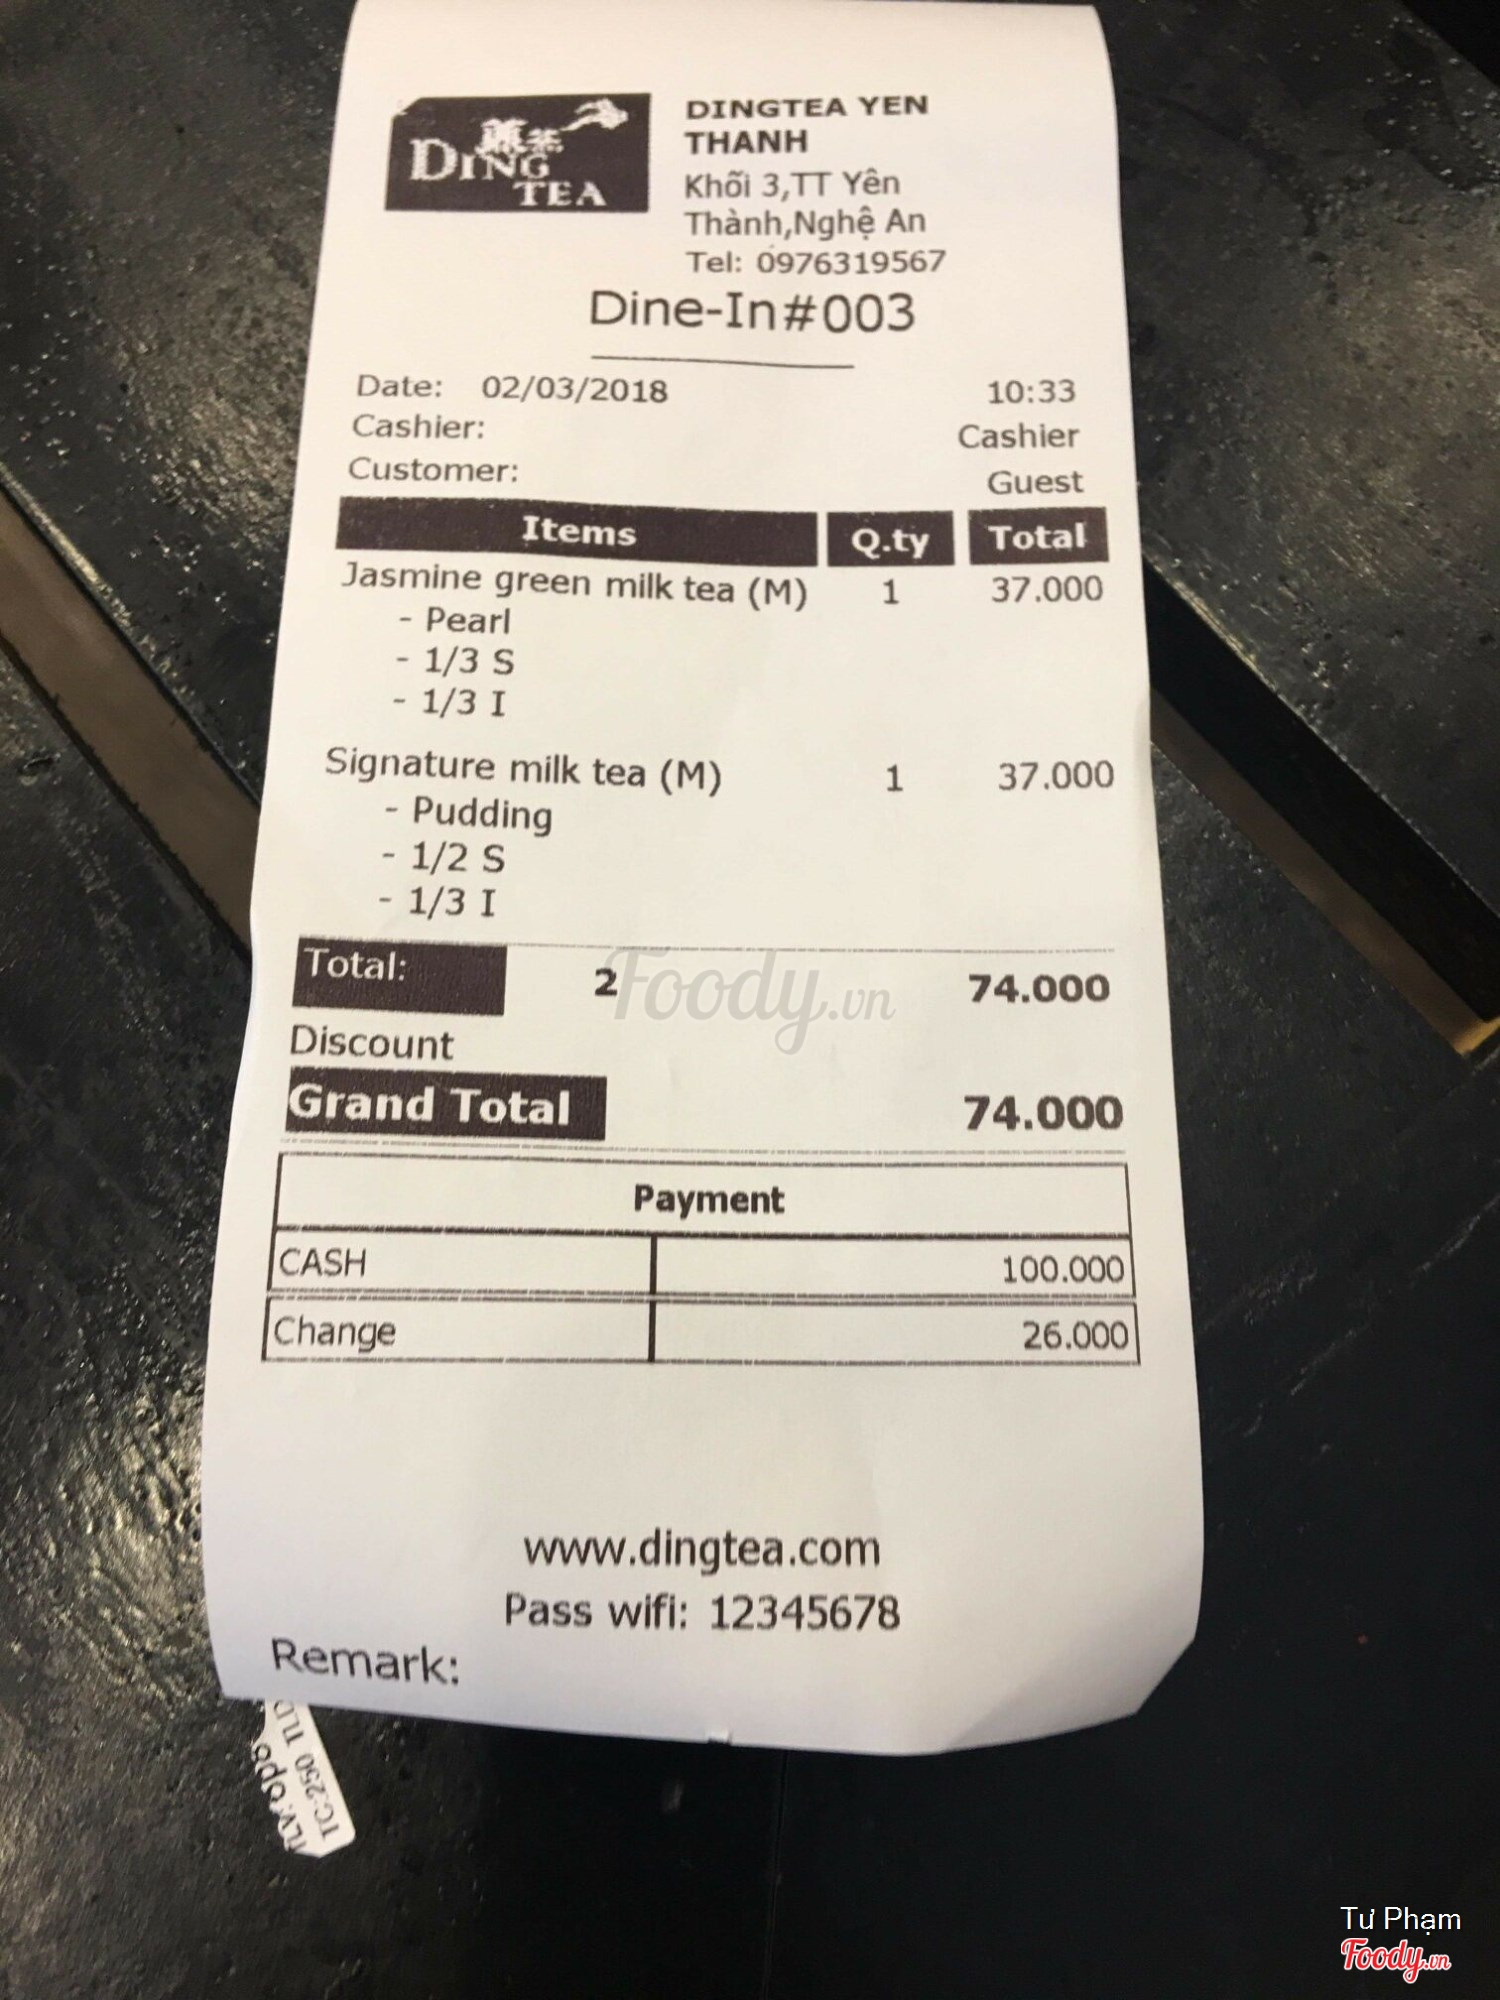 DING
TEA
DINGTEA YEN
THANH
Khối 3,TT Yên
Thành,Nghệ An
Tel: 0976319567
Dine-In#003
Date: 02/03/2018 10:33
Cashier: Cashier
Customer: Guest
Items Q.ty Total
Jasmine green milk tea (M) 1 37.000
- Pearl
- 1/3 S
- 1/3 I
Signature milk tea (M) 1 37.000
- Pudding
- 1/2 S
- 1/3 I
Total: 2 74.000
Foody.vn
Discount
Grand Total 74.000
Payment
CASH 100.000
Change 26.000
www.dingtea.com
Pass wifi: 12345678
Remark:
TC:250
Tư Phạm
Foody.vn